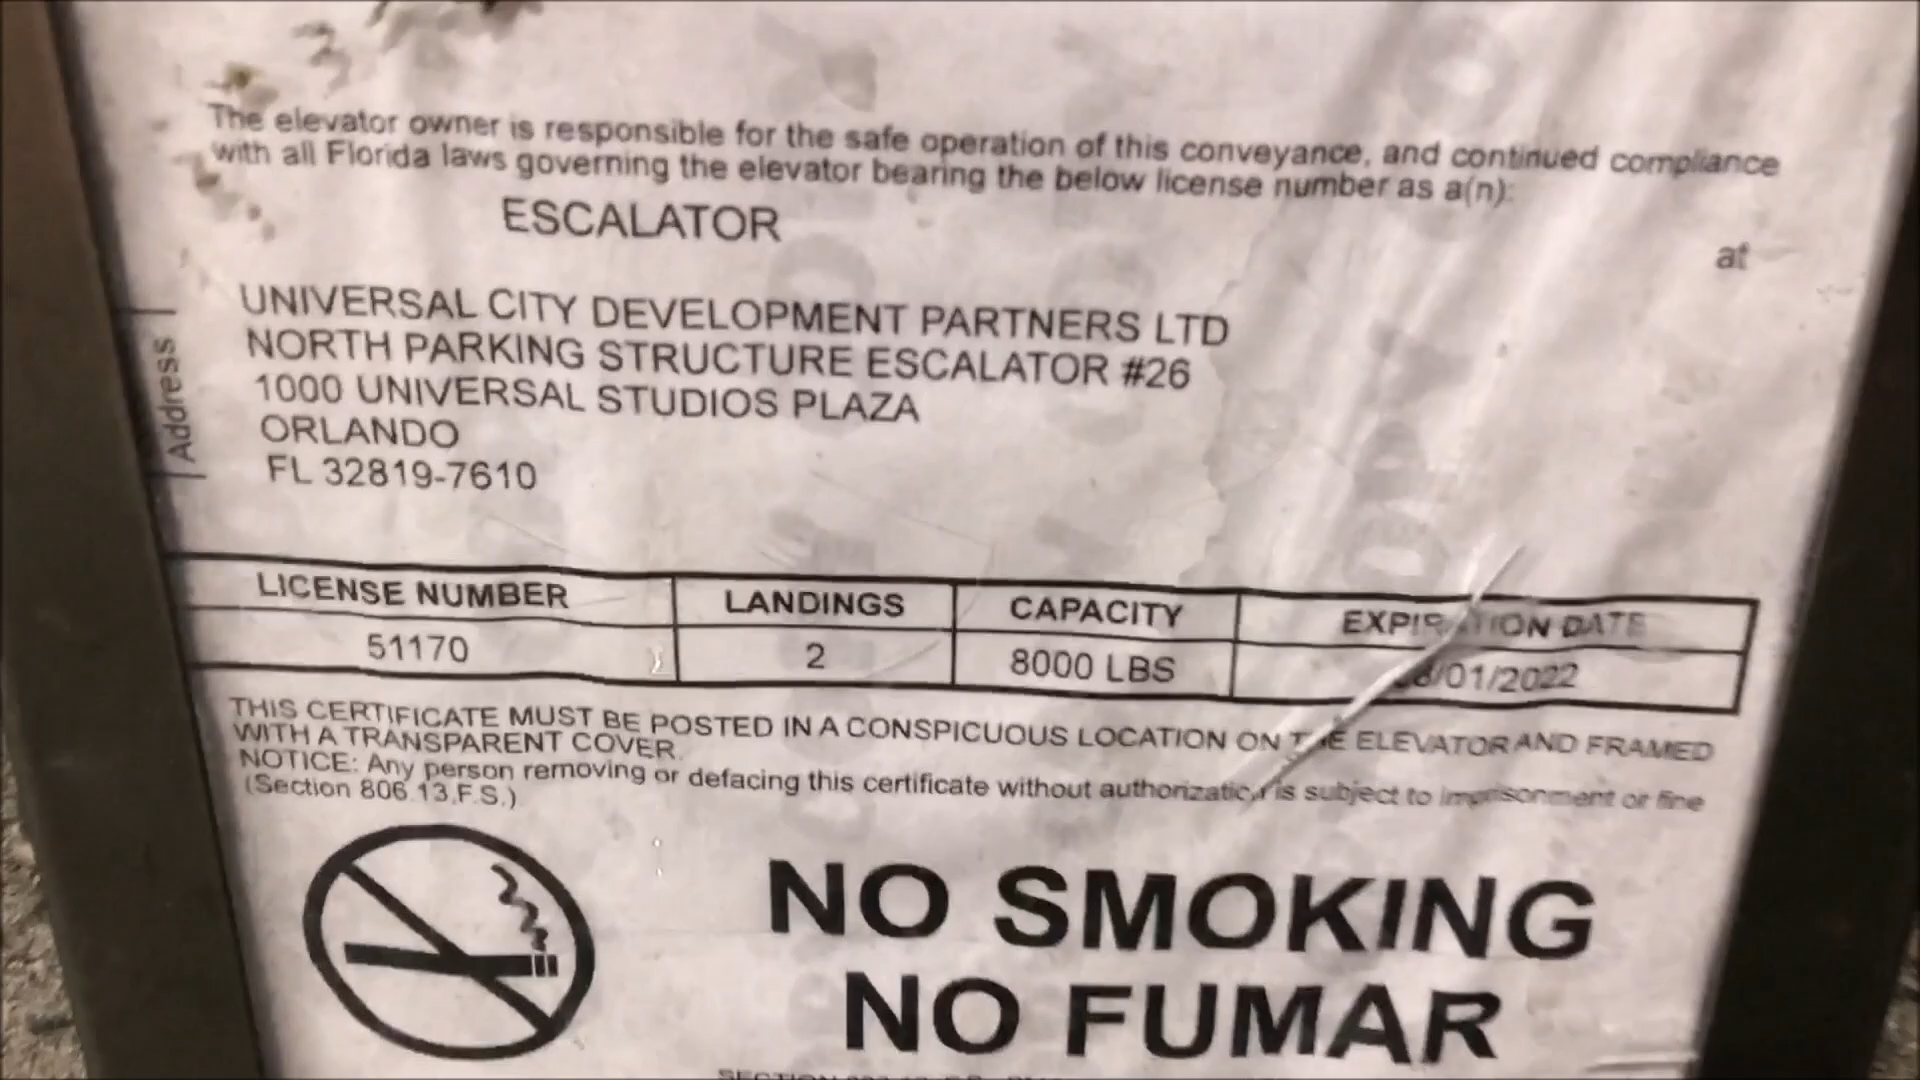 The elevator owner is responsible for the safe operation of this conveyance, and continued compliance
with all Florida laws governing the elevator bearing the below license number as a(n):
ESCALATOR
at
Address
UNIVERSAL CITY DEVELOPMENT PARTNERS LTD
NORTH PARKING STRUCTURE ESCALATOR #26
1000 UNIVERSAL STUDIOS PLAZA
ORLANDO
FL 32819-7610
LICENSE NUMBER LANDINGS CAPACITY EXPIRATION DATE
51170 2 8000 LBS /01/2022
THIS CERTIFICATE MUST BE POSTED IN A CONSPICUOUS LOCATION ON THE ELEVATOR AND FRAMED
WITH A TRANSPARENT COVER.
NOTICE: Any person removing or defacing this certificate without authorization is subject to imprisonment or fine
(Section 806.13,F.S.)
NO SMOKING
NO FUMAR